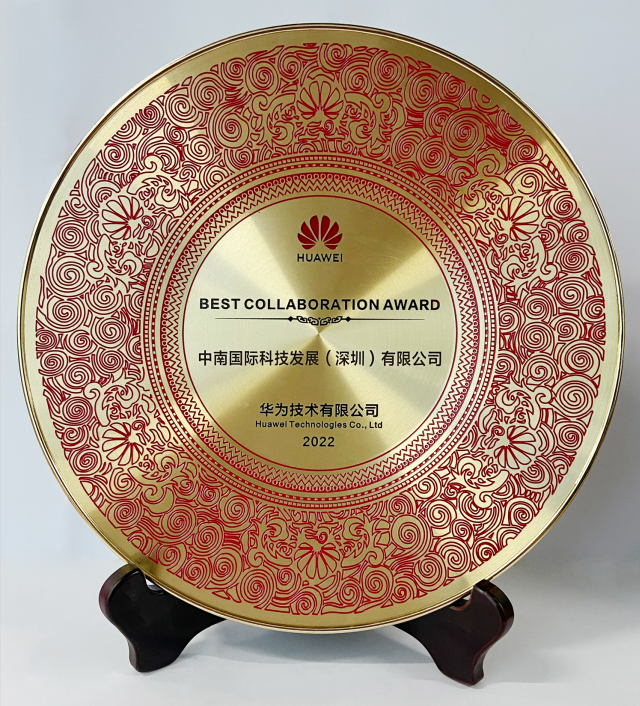 HUAWEI
BEST COLLABORATION AWARD
中南国际科技发展（深圳）有限公司
华为技术有限公司
Huawei Technologies Co., Ltd
2022